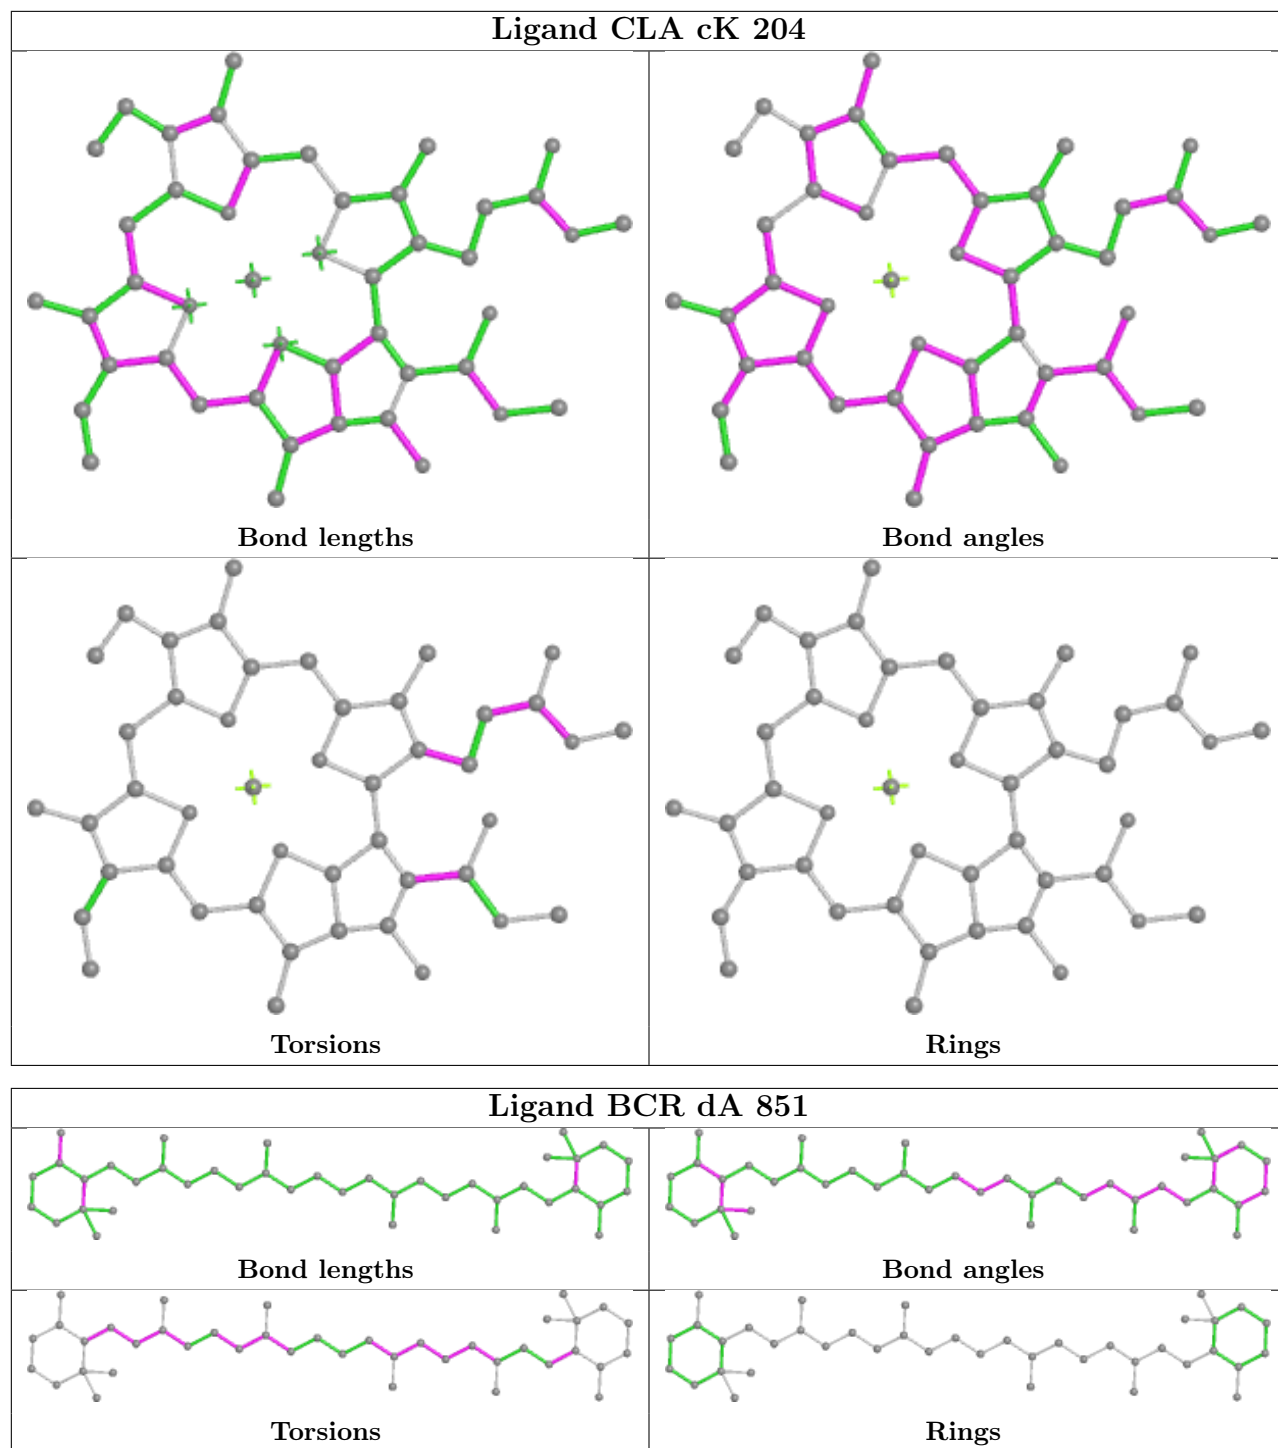 Ligand CLA cK 204
Bond lengths
Bond angles
Torsions
Rings
Ligand BCR dA 851
Bond lengths
Bond angles
Torsions
Rings